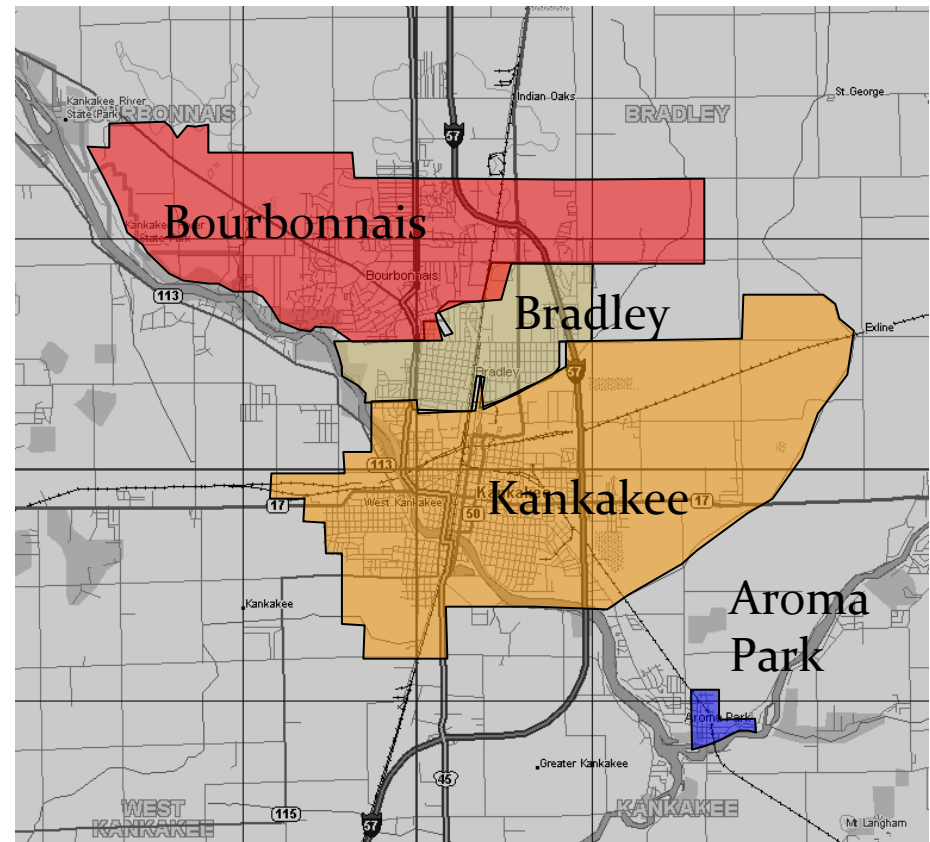 Kankakee River
State Park
BOURBONNAIS
Indian Oaks
BRADLEY
St. George
57
Bourbonnais
Kankakee River
State Park
Bourbonnais
113
Bradley
Exline
Bradley
57
113
Kankakee
17
West Kankakee
50
Kankakee
17
Kankakee
Aroma
Park
Aroma Park
Greater Kankakee
45
WEST
KANKAKEE
115
57
KANKAKEE
Mt Langham